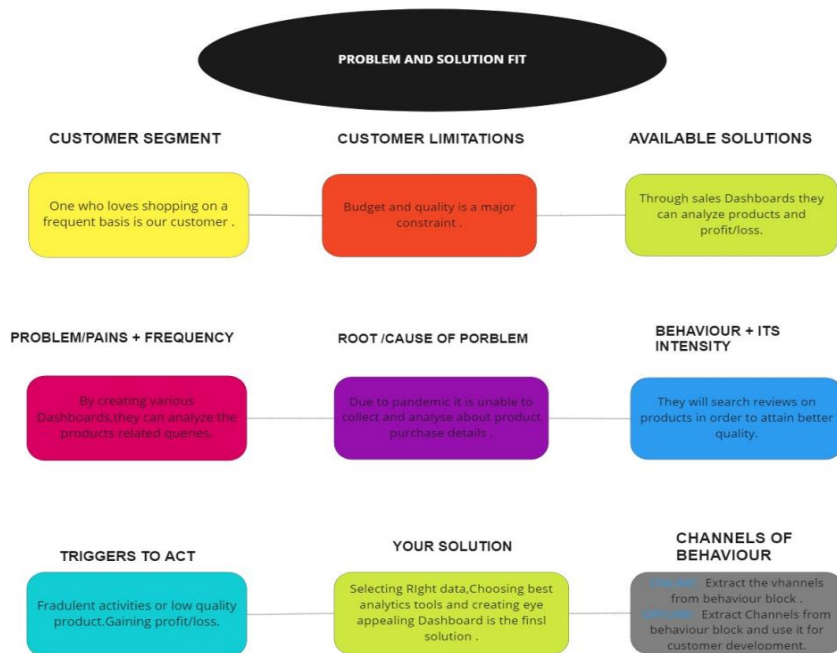 PROBLEM AND SOLUTION FIT
CUSTOMER SEGMENT
One who loves shopping on a
frequent basis is our customer .
CUSTOMER LIMITATIONS
Budget and quality is a major
constraint .
AVAILABLE SOLUTIONS
Through sales Dashboards they
can analyze products and
profit/loss.
PROBLEM/PAINS + FREQUENCY
By creating various
Dashboards,they can analyze the
products related queries.
ROOT /CAUSE OF PORBLEM
Due to pandemic it is unable to
collect and analyse about product
purchase details .
BEHAVIOUR + ITS
INTENSITY
They will search reviews on
products in order to attain better
quality.
TRIGGERS TO ACT
Fradulent activities or low quality
product.Gaining profit/loss.
YOUR SOLUTION
Selecting RIght data,Choosing best
analytics tools and creating eye
appealing Dashboard is the finsl
solution .
CHANNELS OF
BEHAVIOUR
Extract the vhannels
from behaviour block .
Extract Channels from
behaviour block and use it for
customer development.